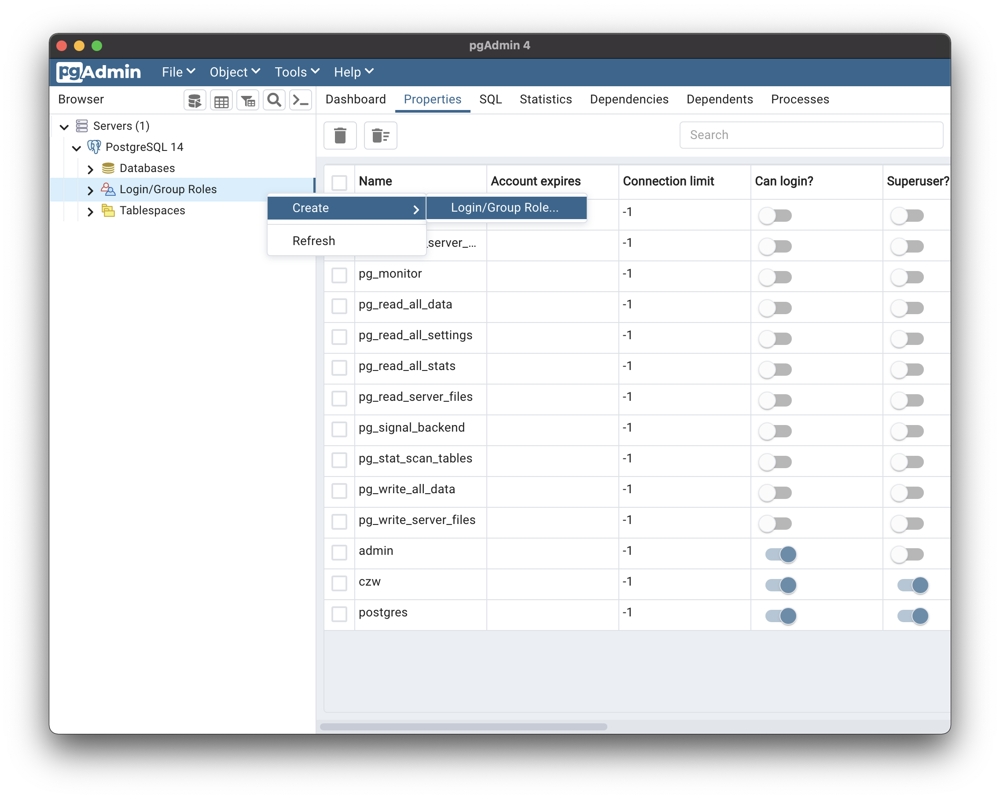 pgAdmin 4
pgAdmin File Object Tools Help
Browser
Dashboard Properties SQL Statistics Dependencies Dependents Processes
Servers (1)
PostgreSQL 14
Databases
Login/Group Roles
Tablespaces
Search
Create
Refresh
Login/Group Role...
Name Account expires Connection limit Can login? Superuser?
-1
_server_... -1
pg_monitor -1
pg_read_all_data -1
pg_read_all_settings -1
pg_read_all_stats -1
pg_read_server_files -1
pg_signal_backend -1
pg_stat_scan_tables -1
pg_write_all_data -1
pg_write_server_files -1
admin -1
czw -1
postgres -1